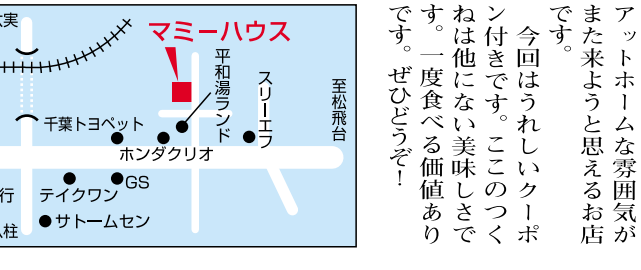 アットホームな雰囲気が
また来ようと思えるお店
です。
今回はうれしいクーポ
ン付きです。ここのつく
ねは他にない美味しさで
す。一度食べる価値あり
です。ぜひどうぞ！
マミーハウス
平和湯ランド
スリーエフ
至松飛台
千葉トヨペット
ホンダクリオ
テイクワン
GS
サトームセン
実
行
柱